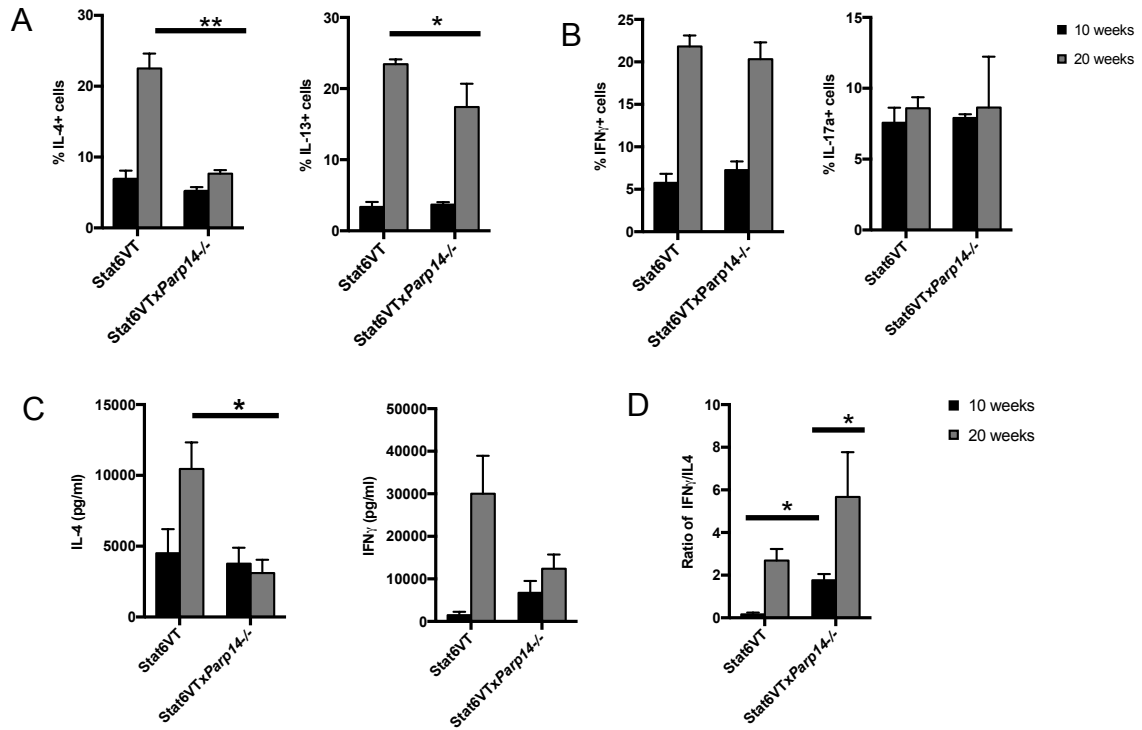 A
**
% IL-4+ cells
30
20
10
0
Stat6VT
Stat6VTxParp14-/-
*
% IL-13+ cells
30
20
10
0
Stat6VT
Stat6VTxParp14-/-
B
% IFNγ+ cells
25
20
15
10
5
0
Stat6VT
Stat6VTxParp14-/-
% IL-17a+ cells
15
10
5
0
Stat6VT
Stat6VTxParp14-/-
10 weeks
20 weeks
C
*
IL-4 (pg/ml)
15000
10000
5000
0
Stat6VT
Stat6VTxParp14-/-
IFNγ (pg/ml)
50000
40000
30000
20000
10000
0
Stat6VT
Stat6VTxParp14-/-
D
*
*
Ratio of IFNγ/IL4
10
8
6
4
2
0
Stat6VT
Stat6VTxParp14-/-
10 weeks
20 weeks